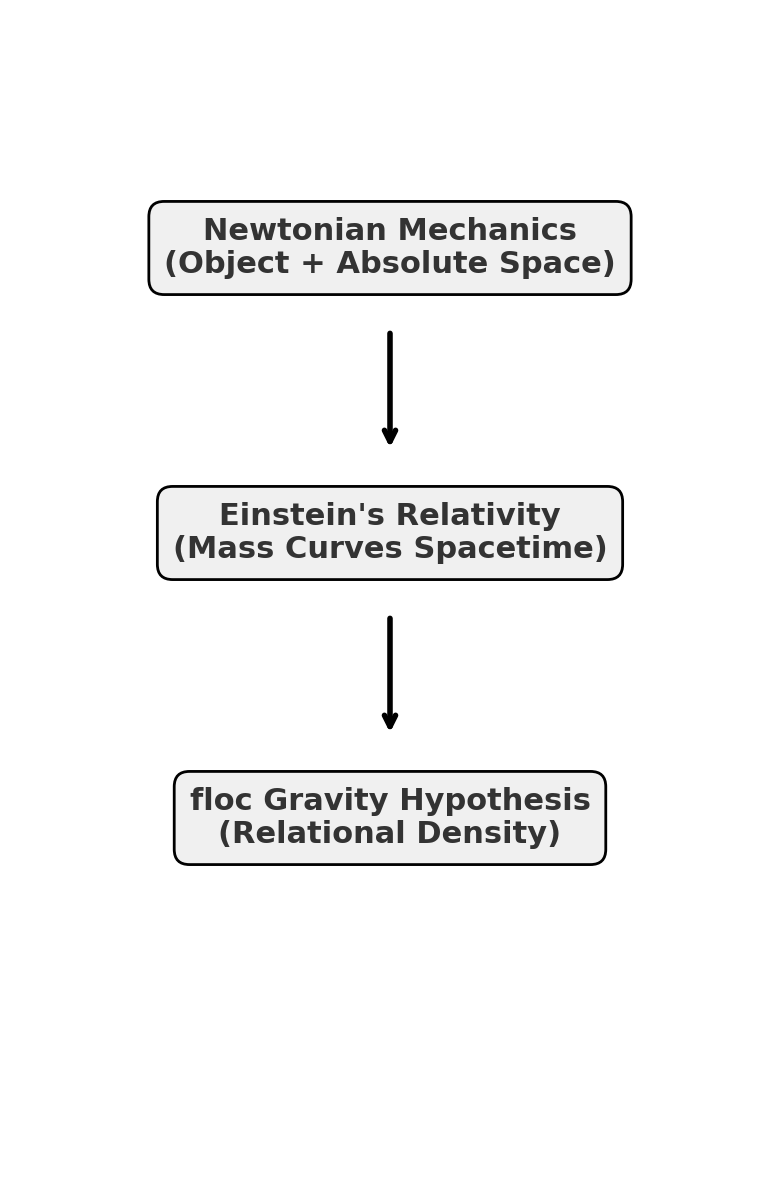 Newtonian Mechanics
(Object + Absolute Space)
Einstein's Relativity
(Mass Curves Spacetime)
floc Gravity Hypothesis
(Relational Density)